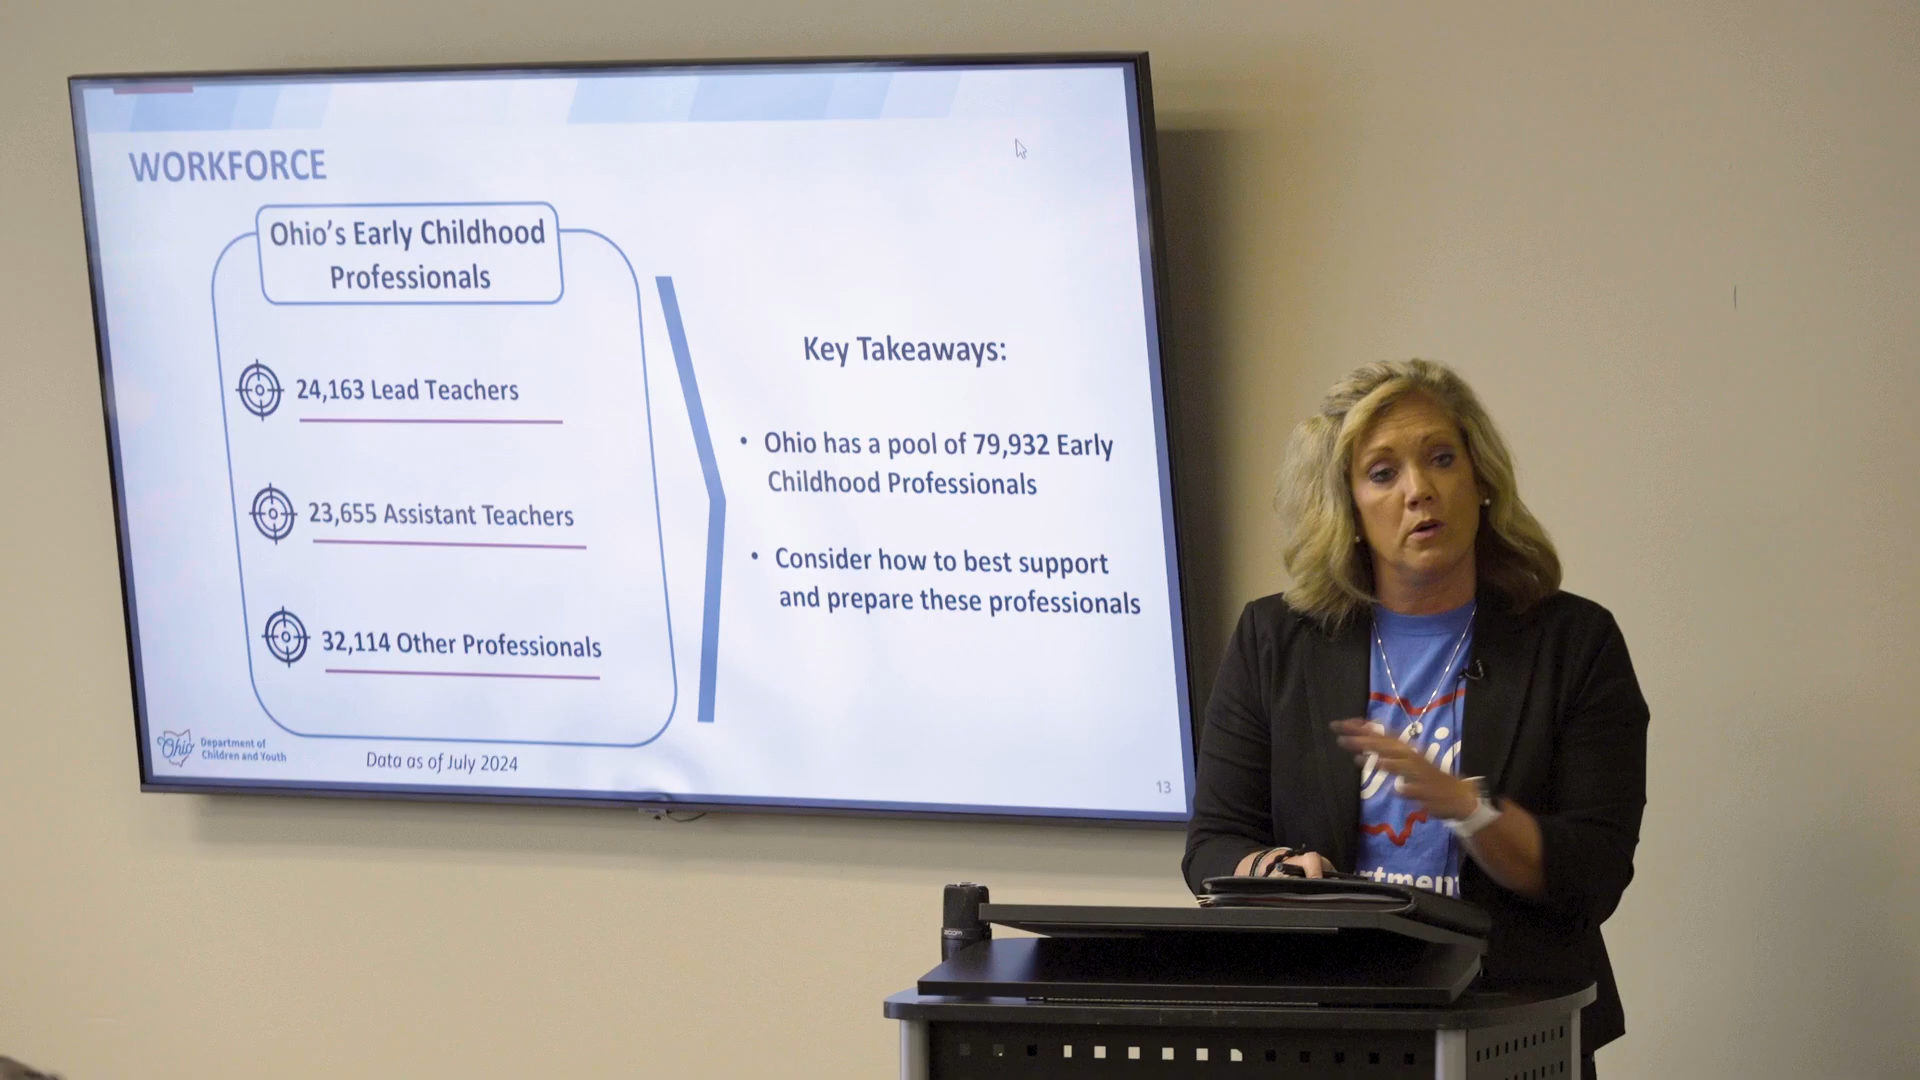 WORKFORCE
Ohio's Early Childhood
Professionals
24,163 Lead Teachers
23,655 Assistant Teachers
32,114 Other Professionals
Key Takeaways:
• Ohio has a pool of 79,932 Early
Childhood Professionals
• Consider how to best support
and prepare these professionals
Ohio
Department of
Children and Youth
Data as of July 2024
13
zoom